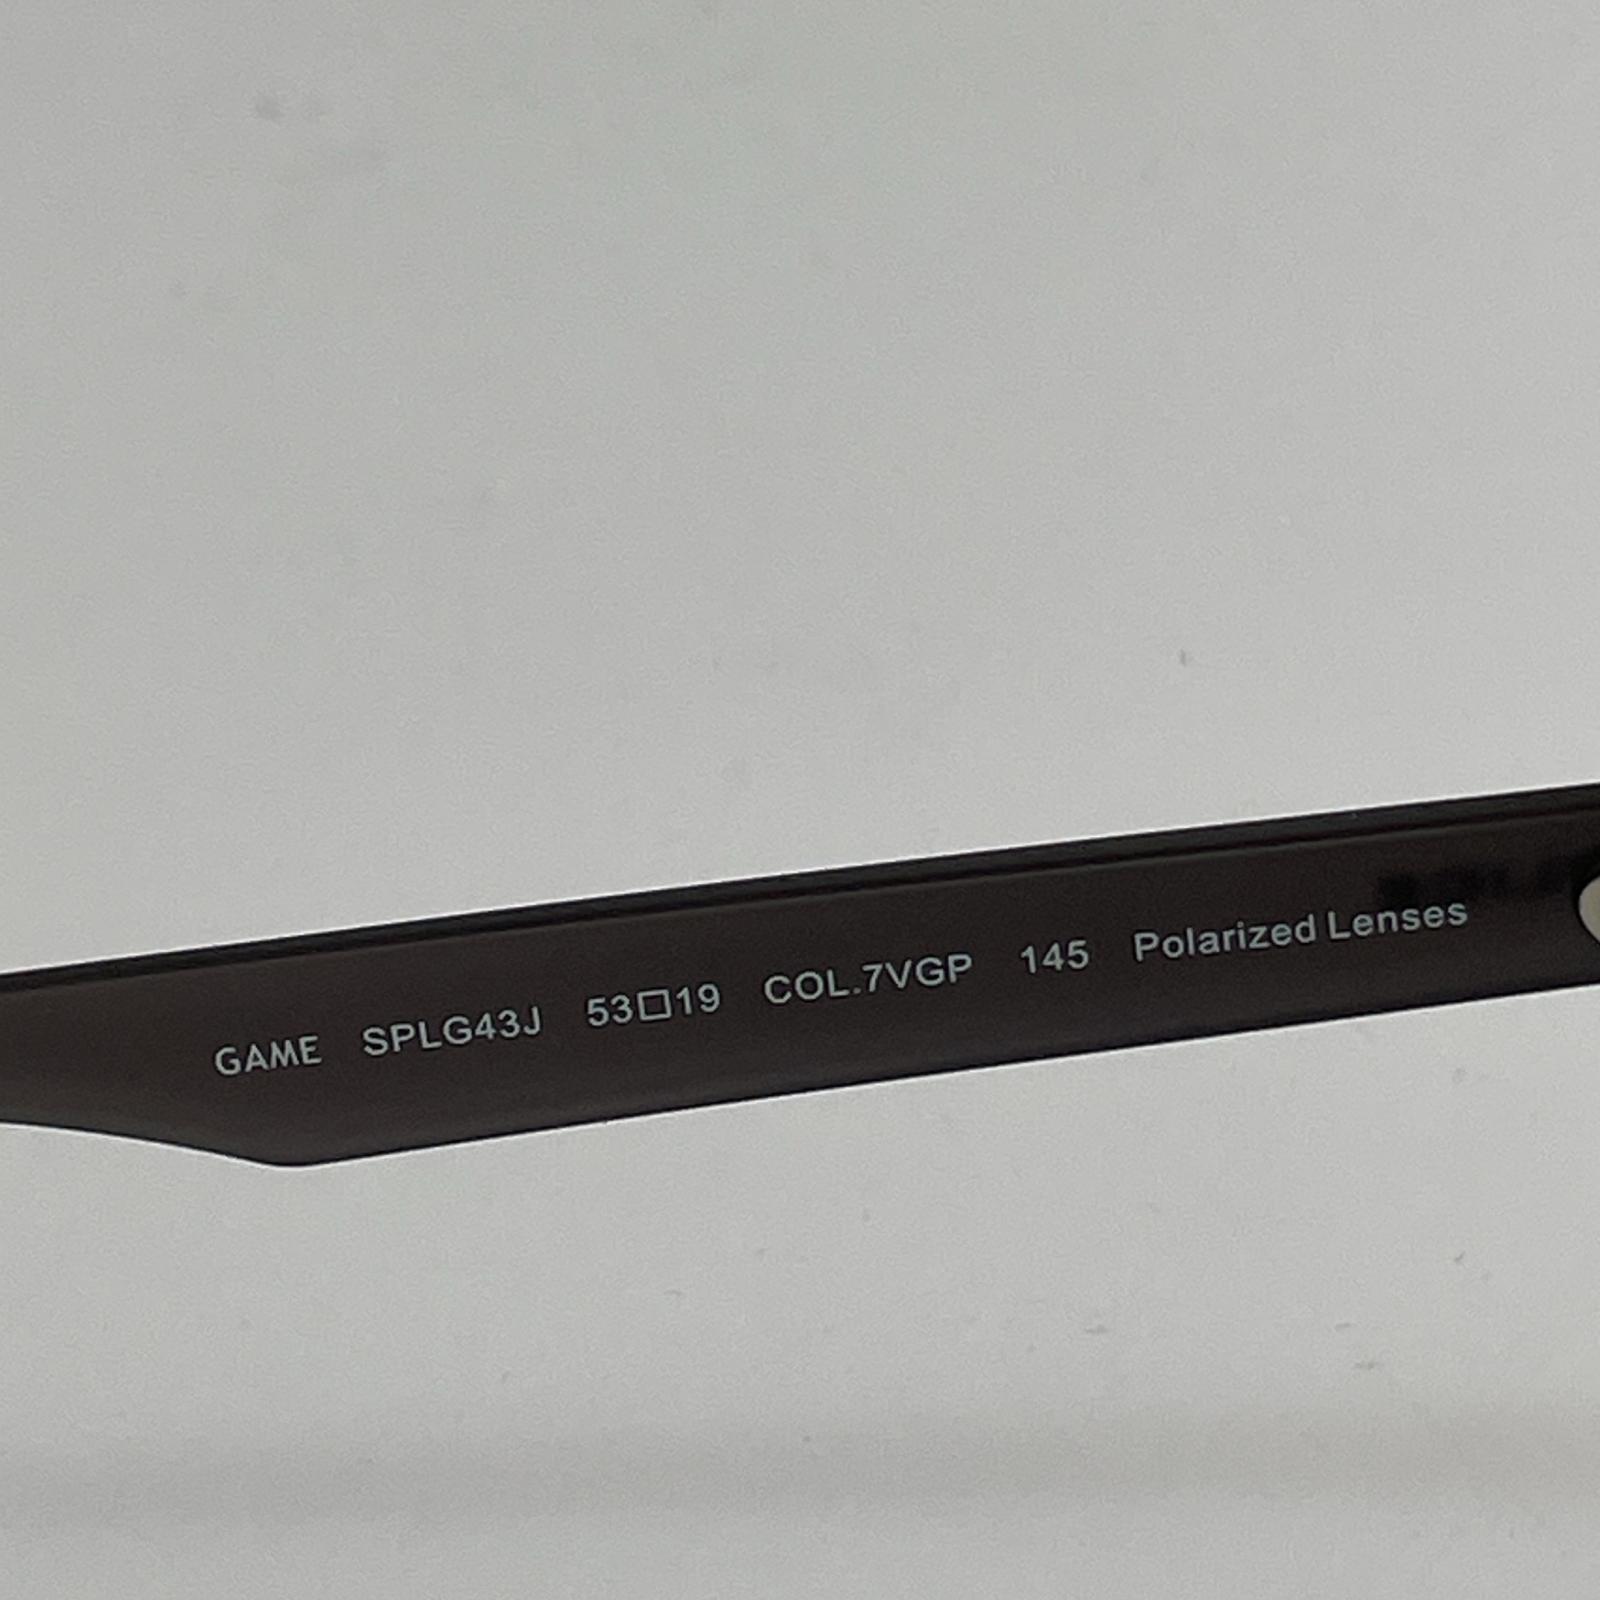 GAME SPLG43J 53□19 COL.7VGP 145 Polarized Lenses